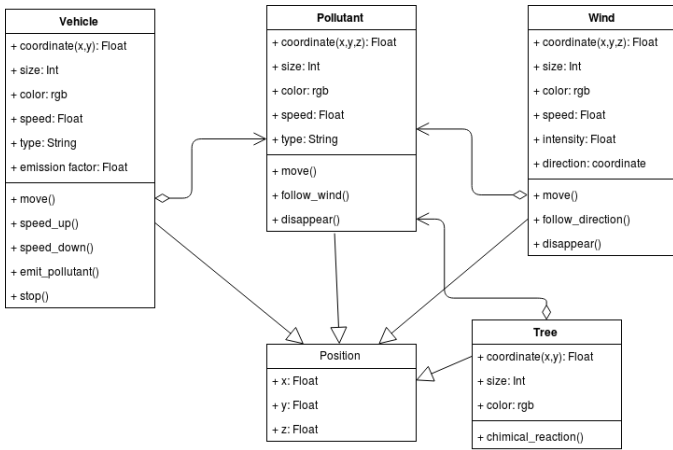 Vehicle
+ coordinate(x,y): Float
+ size: Int
+ color: rgb
+ speed: Float
+ type: String
+ emission factor: Float
+ move()
+ speed_up()
+ speed_down()
+ emit_pollutant()
+ stop()
Pollutant
+ coordinate(x,y,z): Float
+ size: Int
+ color: rgb
+ speed: Float
+ type: String
+ move()
+ follow_wind()
+ disappear()
Wind
+ coordinate(x,y,z): Float
+ size: Int
+ color: rgb
+ speed: Float
+ intensity: Float
+ direction: coordinate
+ move()
+ follow_direction()
+ disappear()
Position
+ x: Float
+ y: Float
+ z: Float
Tree
+ coordinate(x,y): Float
+ size: Int
+ color: rgb
+ chimical_reaction()